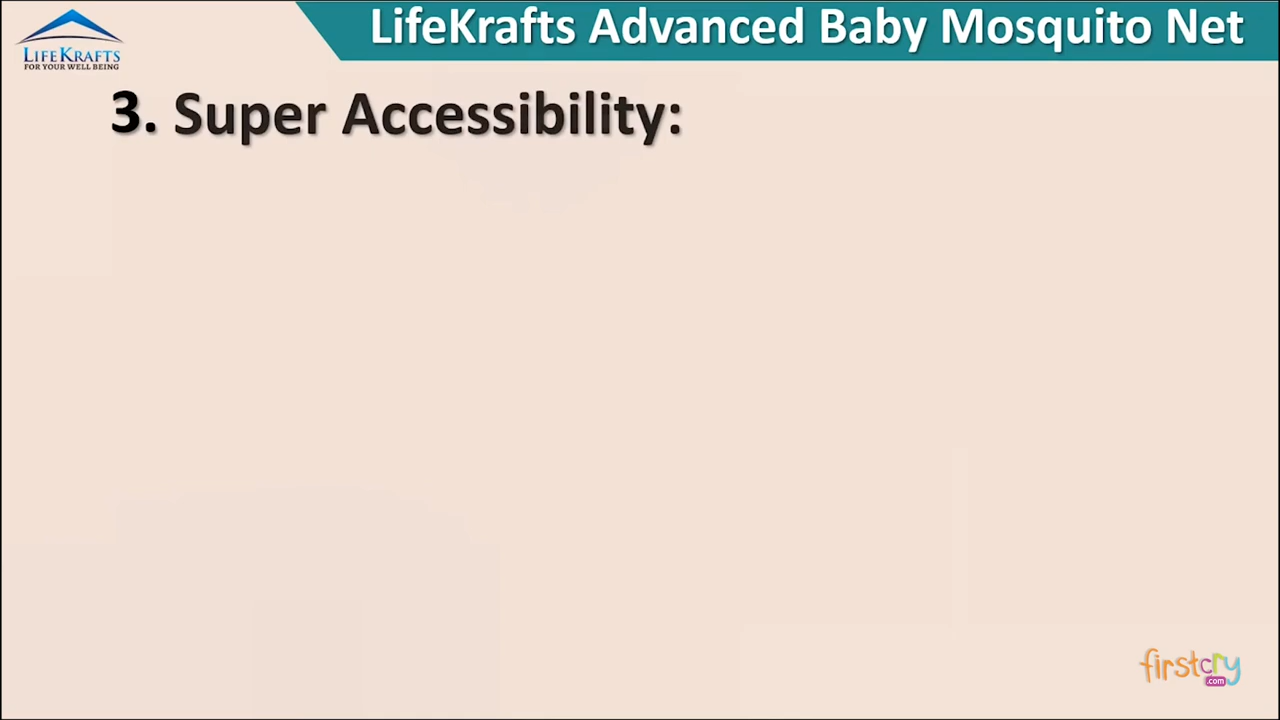 LifeKrafts Advanced Baby Mosquito Net
LIFEKRAFTS
FOR YOUR WELL BEING
3. Super Accessibility:
firstcry
.com